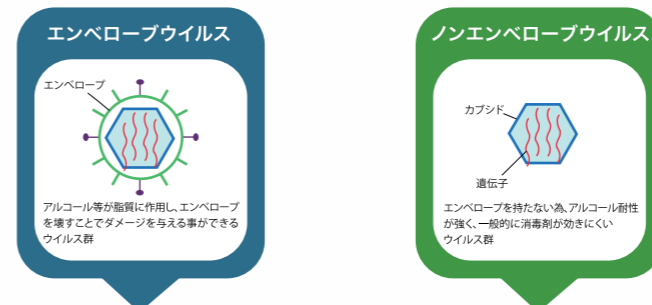 エンベロープウイルス
エンベロープ
アルコール等が脂質に作用し、エンベロープ
を壊すことでダメージを与える事ができる
ウイルス群
ノンエンベロープウイルス
カプシド
遺伝子
エンベロープを持たない為、アルコール耐性
が強く、一般的に消毒剤が効きにくい
ウイルス群